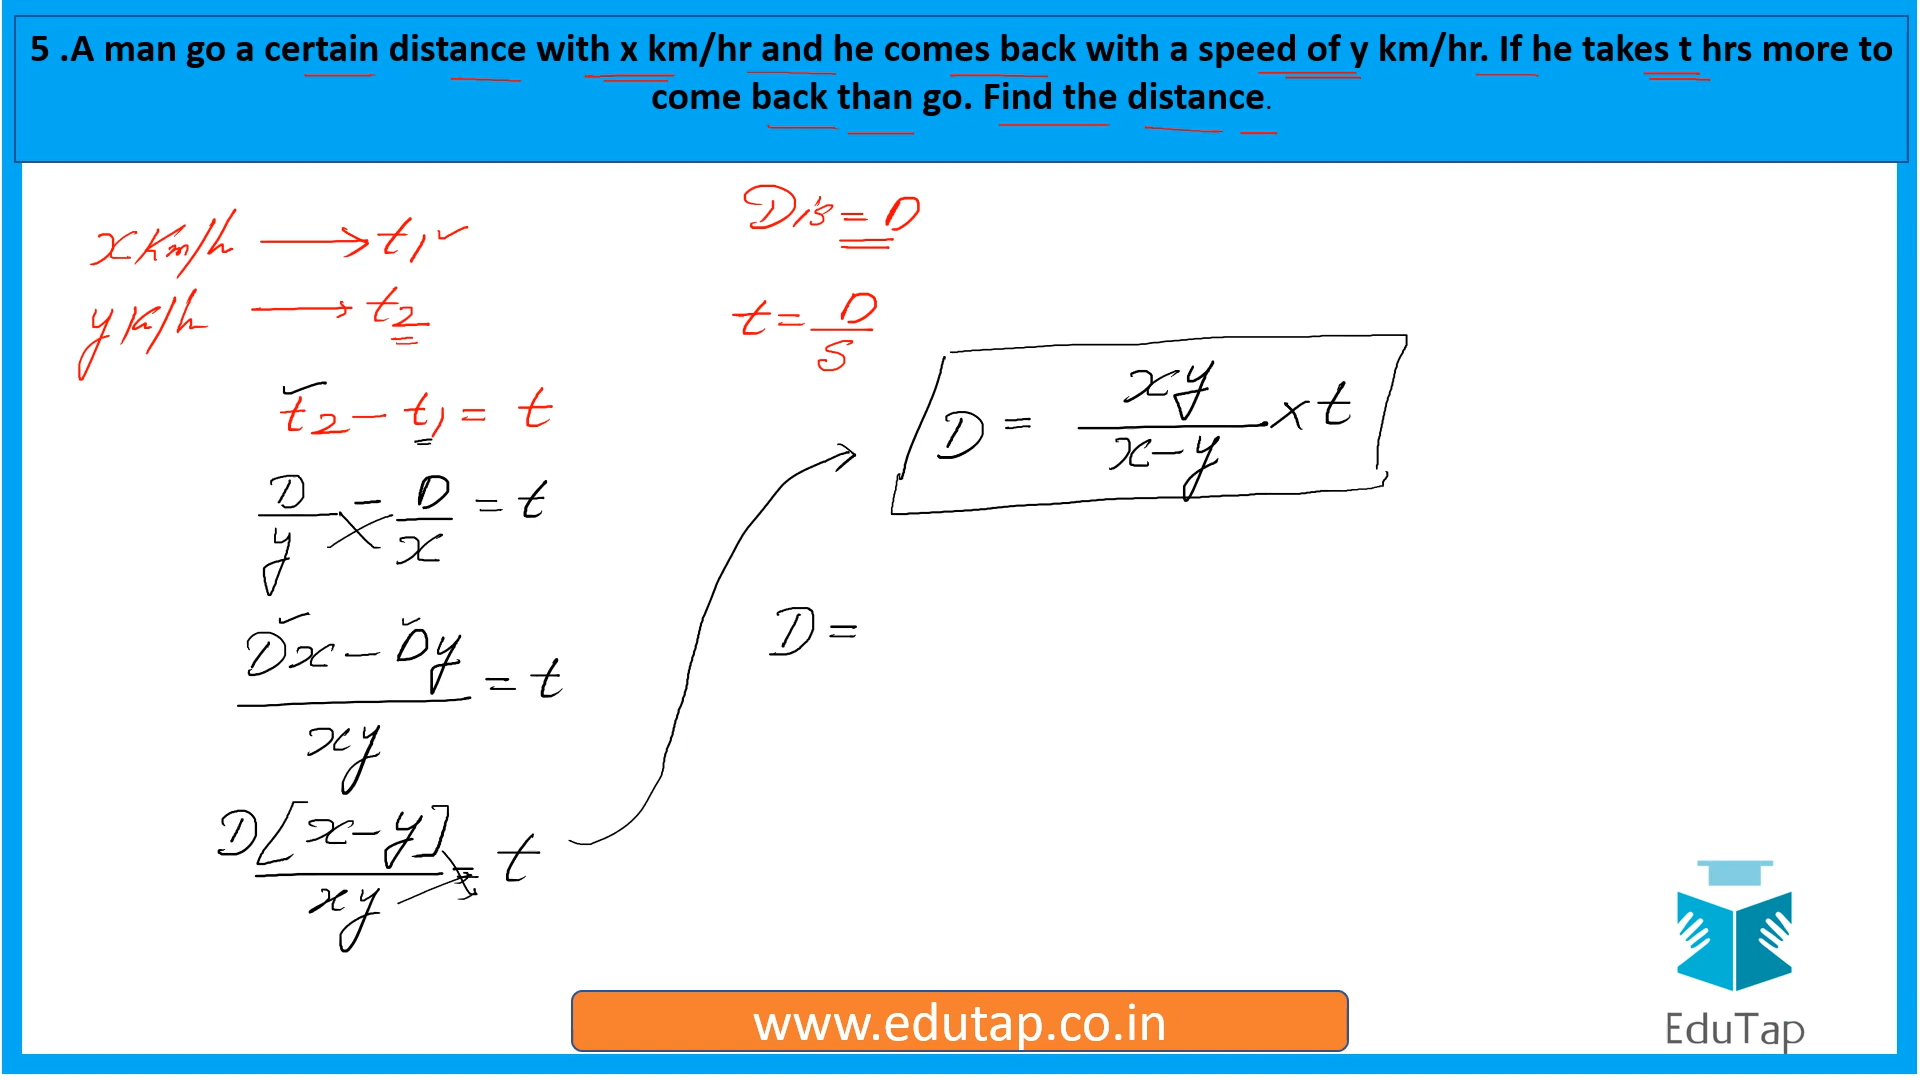 5 .A man go a certain distance with x km/hr and he comes back with a speed of y km/hr. If he takes t hrs more to
come back than go. Find the distance.
x Km/h → t1
y K/h → t2
Dis = D
t = D/S
t2 - t1 = t
D/y - D/x = t
Dx - Dy / xy = t
D[x-y] / xy = t
D = xy / x-y × t
D =
www.edutap.co.in
EduTap